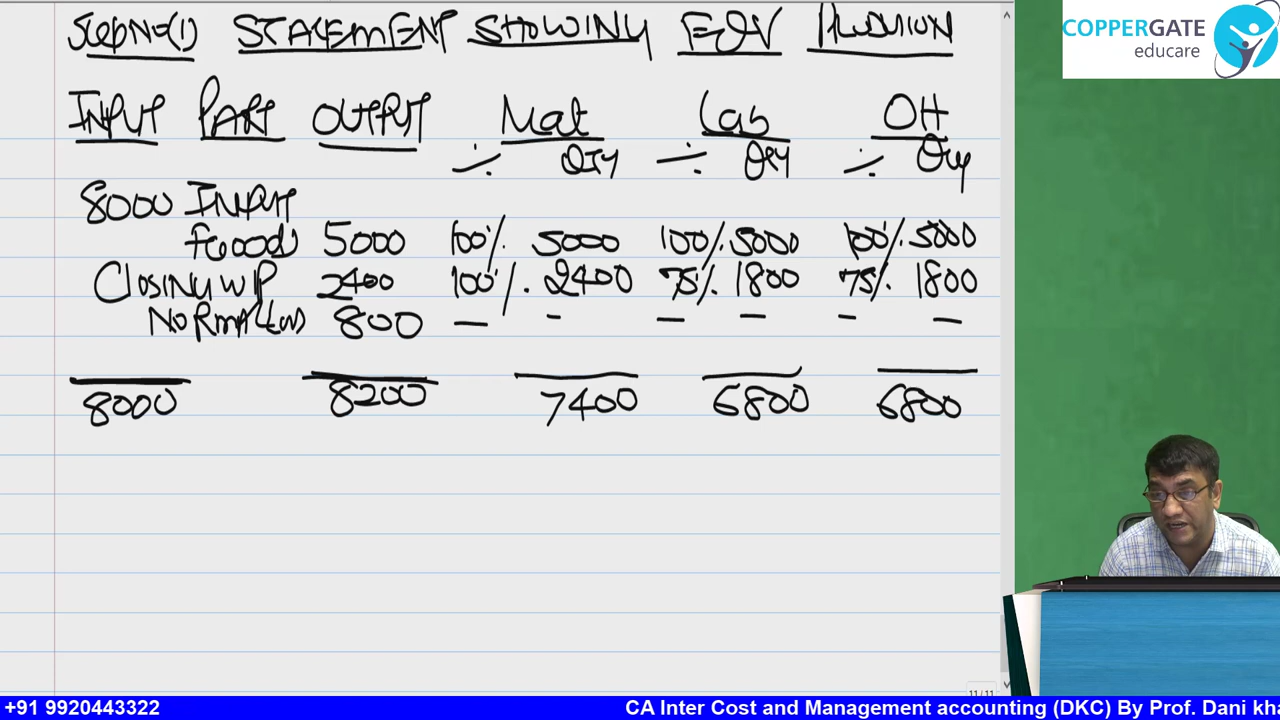 COPPERGATE
educare
Step No(1) STATEMENT SHOWING EQV PRODUCTION
INPUT PART OUTPUT Mat Lab OH
÷ QTY ÷ QTY ÷ Qty
8000 INPUT
F(Good) 5000 100% 5000 100% 5000 100% 5000
Closing WIP 2400 100% 2400 75% 1800 75% 1800
Normal 800 — - — — - —
8000 8200 7400 6800 6800
11/11
+91 9920443322 CA Inter Cost and Management accounting (DKC) By Prof. Dani kha